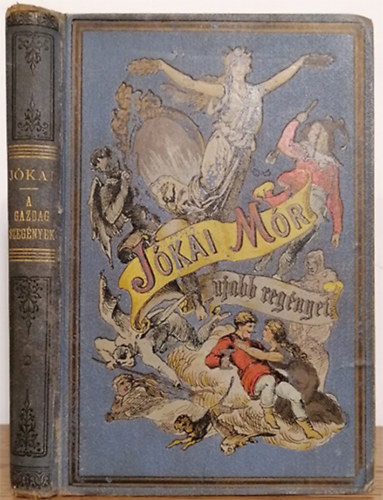 JÓKAI
A
GAZDAG
SZEGÉNYEK
JÓKAI MÓR
ujabb regényei